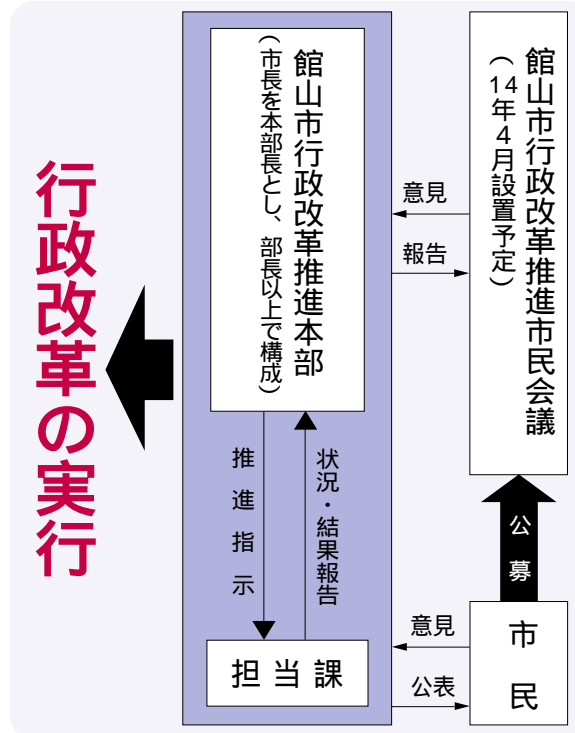 館山市行政改革推進市民会議
(14年4月設置予定)
館山市行政改革推進本部
(市長を本部長とし、部長以上で構成)
意見
報告
行政改革の実行
推進指示
状況・結果報告
公募
担当課
意見
公表
市民